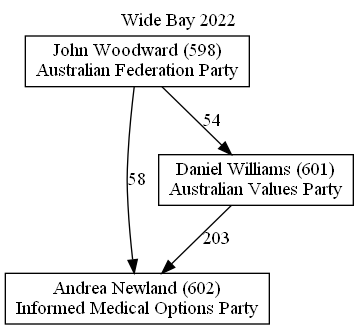 Wide Bay 2022
John Woodward (598)
Australian Federation Party
54
Daniel Williams (601)
Australian Values Party
58
203
Andrea Newland (602)
Informed Medical Options Party